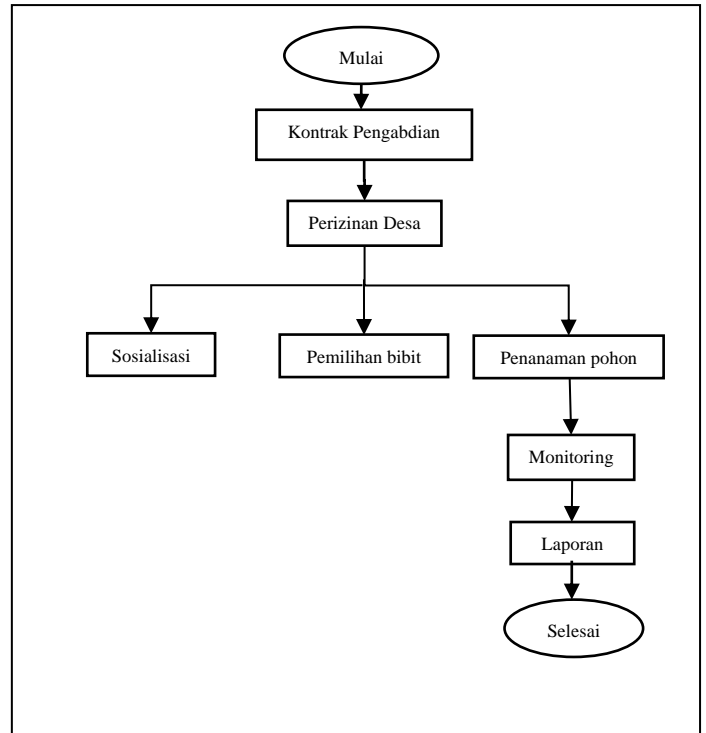 Mulai
Kontrak Pengabdian
Perizinan Desa
Sosialisasi
Pemilihan bibit
Penanaman pohon
Monitoring
Laporan
Selesai